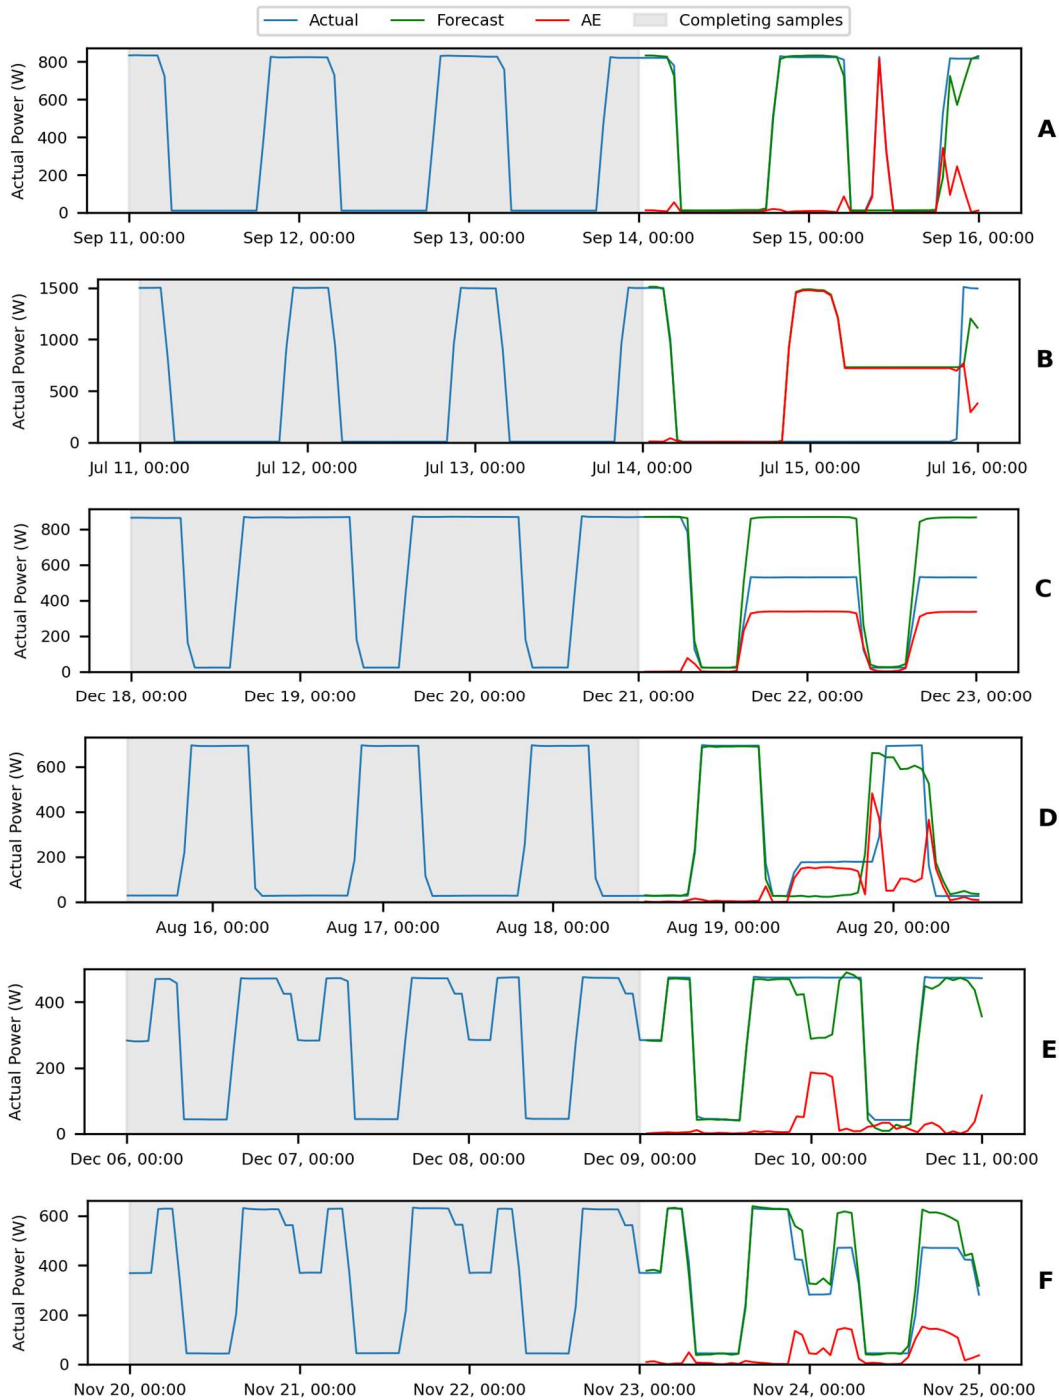 Actual Forecast AE Completing samples
Actual Power (W)
800
600
400
200
0
Sep 11, 00:00 Sep 12, 00:00 Sep 13, 00:00 Sep 14, 00:00 Sep 15, 00:00 Sep 16, 00:00
A
Actual Power (W)
1500
1000
500
0
Jul 11, 00:00 Jul 12, 00:00 Jul 13, 00:00 Jul 14, 00:00 Jul 15, 00:00 Jul 16, 00:00
B
Actual Power (W)
800
600
400
200
0
Dec 18, 00:00 Dec 19, 00:00 Dec 20, 00:00 Dec 21, 00:00 Dec 22, 00:00 Dec 23, 00:00
C
Actual Power (W)
600
400
200
0
Aug 16, 00:00 Aug 17, 00:00 Aug 18, 00:00 Aug 19, 00:00 Aug 20, 00:00
D
Actual Power (W)
400
200
0
Dec 06, 00:00 Dec 07, 00:00 Dec 08, 00:00 Dec 09, 00:00 Dec 10, 00:00 Dec 11, 00:00
E
Actual Power (W)
600
400
200
0
Nov 20, 00:00 Nov 21, 00:00 Nov 22, 00:00 Nov 23, 00:00 Nov 24, 00:00 Nov 25, 00:00
F